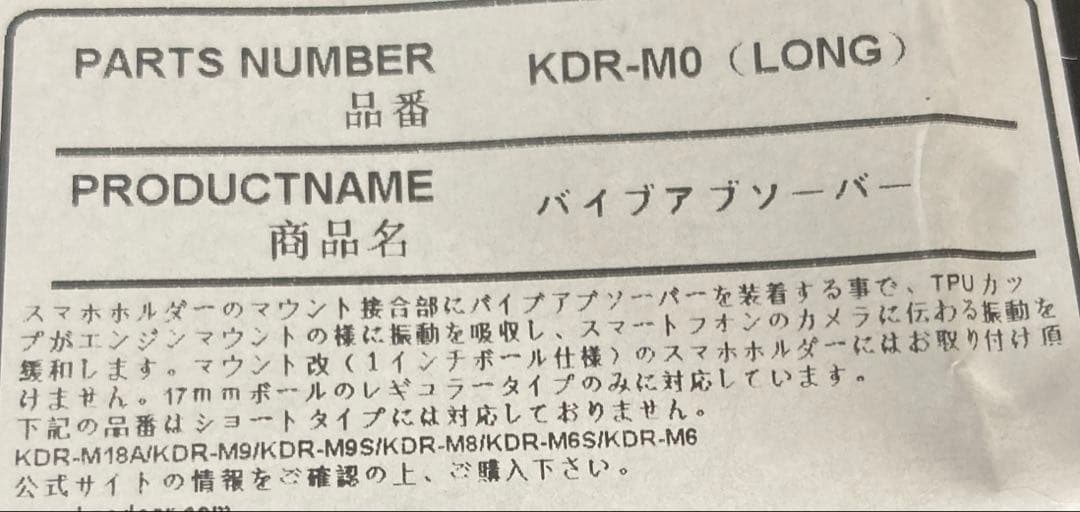 PARTS NUMBER KDR-M0（LONG）
品番
PRODUCTNAME バイブアブソーバー
商品名
スマホホルダーのマウント接合部にバイブアブソーバーを装着する事で、TPUカッ
プがエンジンマウントの様に振動を吸収し、スマートフォンのカメラに伝わる振動を
緩和します。マウント改（1インチボール仕様）のスマホホルダーにはお取り付け頂
けません。17mmボールのレギュラータイプのみに対応しています。
下記の品番はショートタイプには対応しておりません。
KDR-M18A/KDR-M9/KDR-M9S/KDR-M8/KDR-M6S/KDR-M6
公式サイトの情報をご確認の上、ご購入下さい。